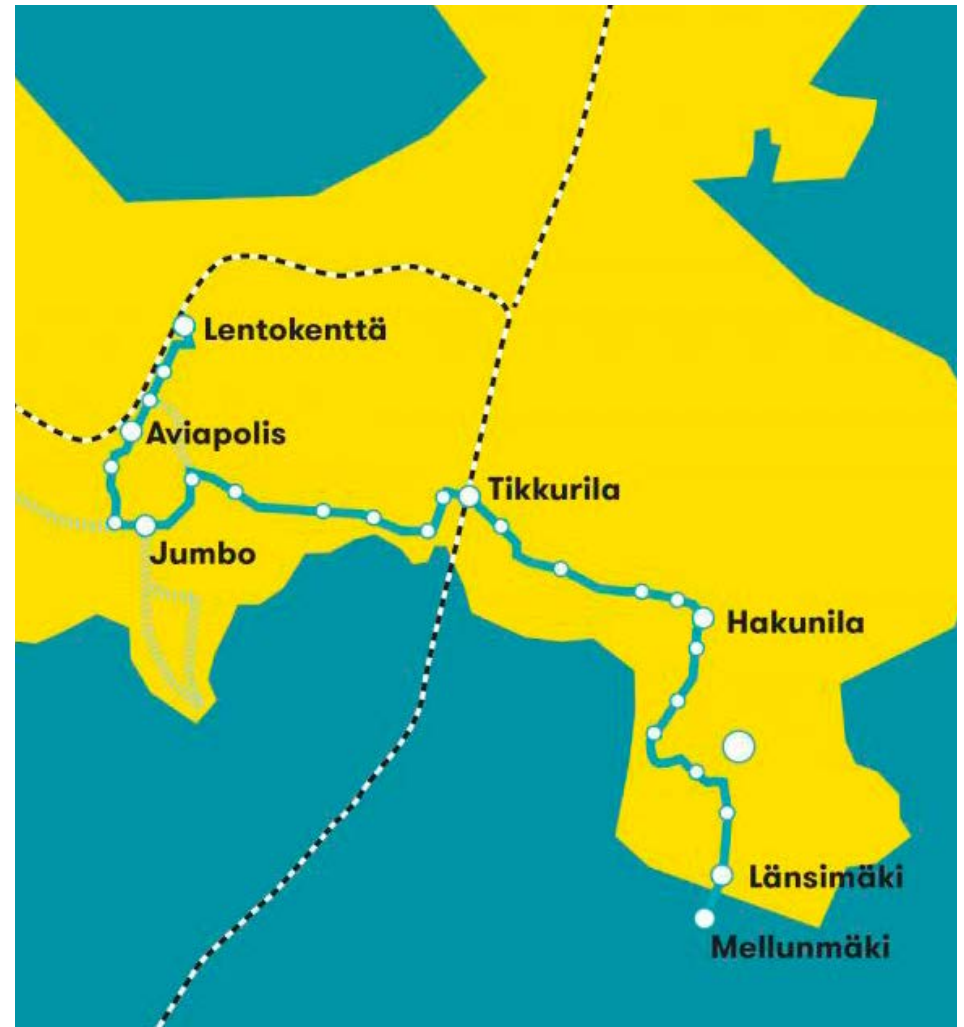 Lentokenttä
Aviapolis
Tikkurila
Jumbo
Hakunila
Länsimäki
Mellunmäki